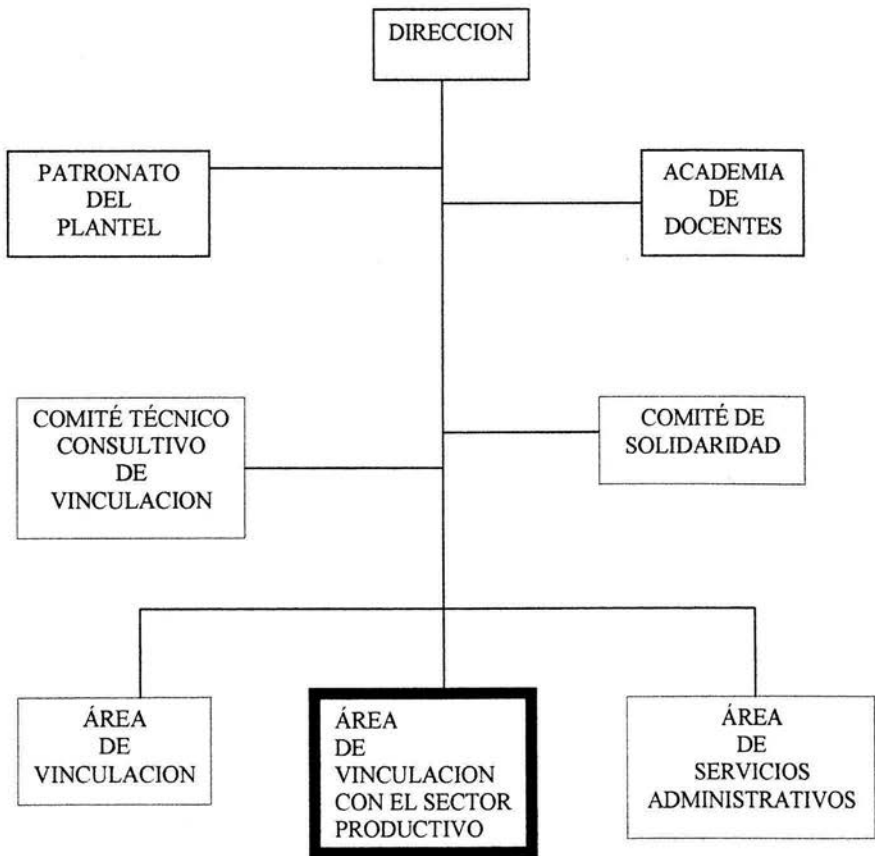 DIRECCION
PATRONATO
DEL
PLANTEL
ACADEMIA
DE
DOCENTES
COMITÉ TÉCNICO
CONSULTIVO
DE
VINCULACION
COMITÉ DE
SOLIDARIDAD
ÁREA
DE
VINCULACION
ÁREA
DE
VINCULACION
CON EL SECTOR
PRODUCTIVO
ÁREA
DE
SERVICIOS
ADMINISTRATIVOS